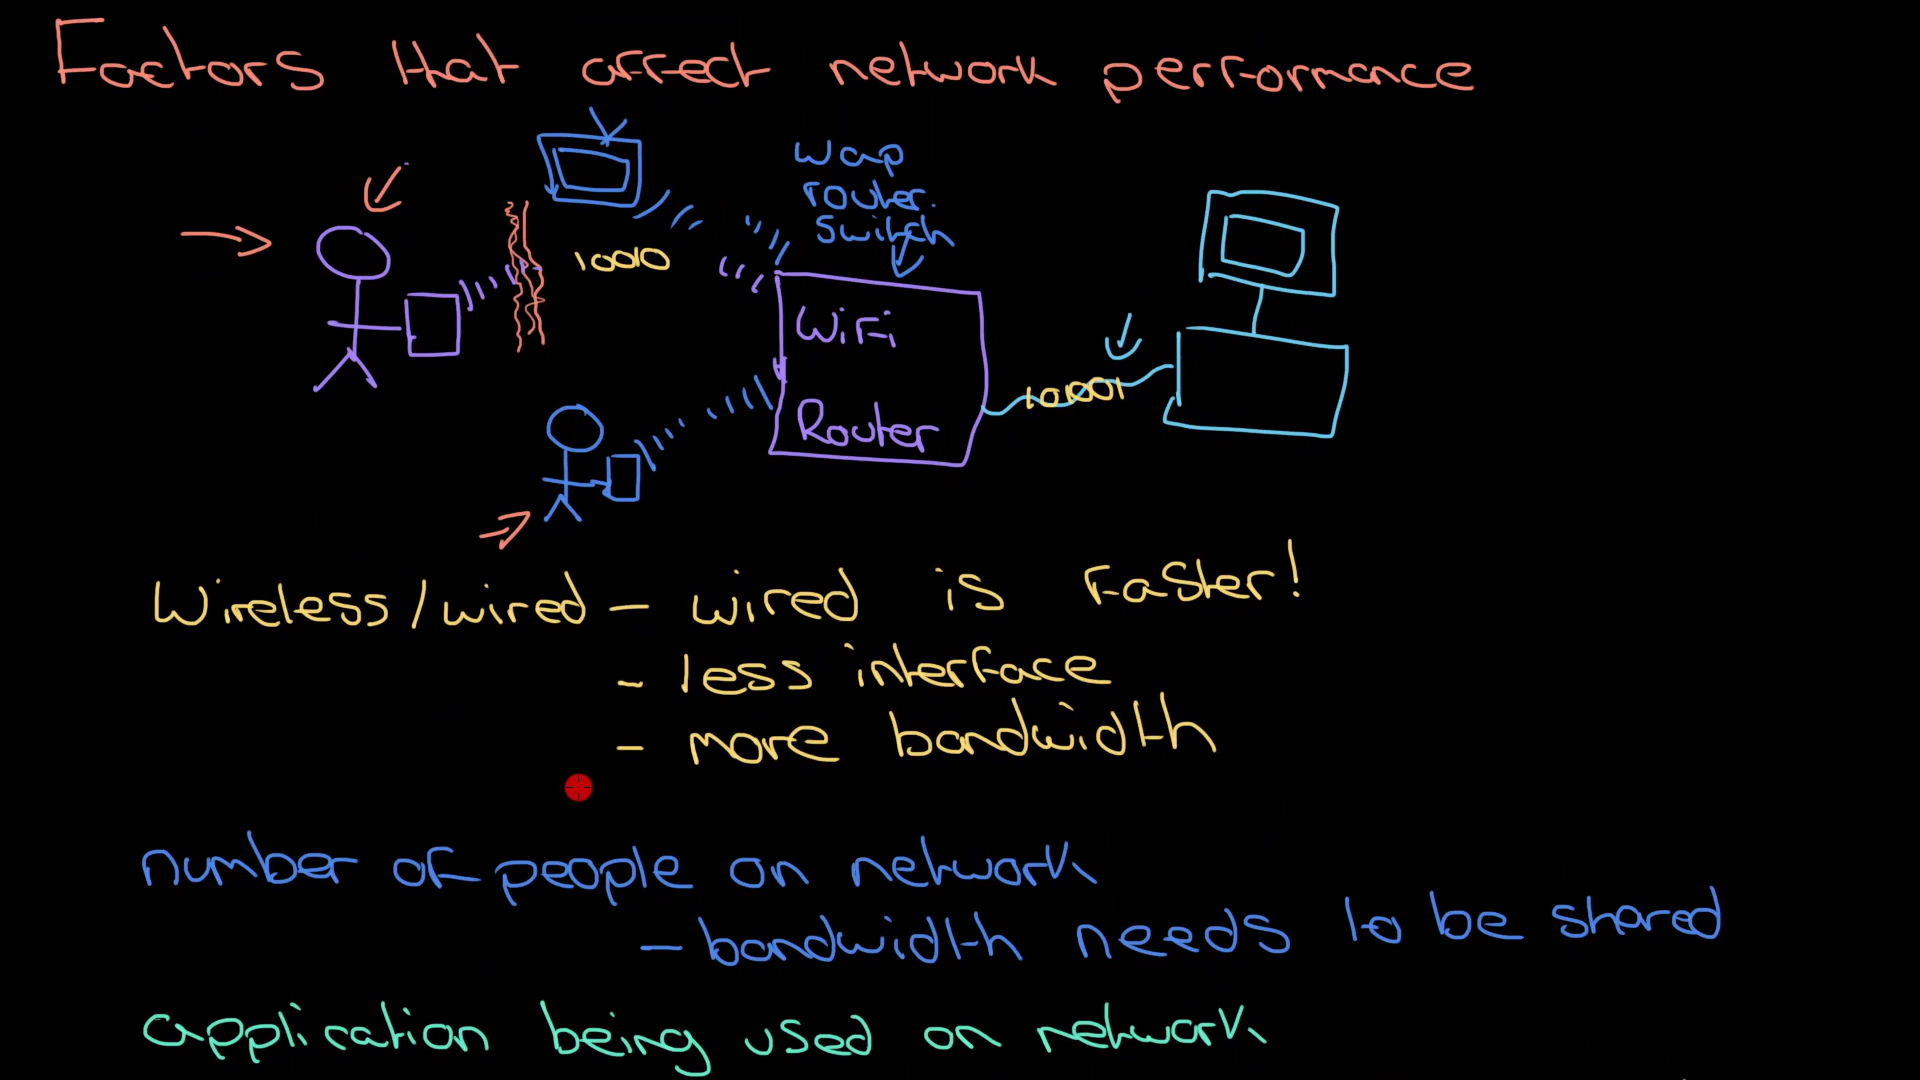 Factors that affect network performance
Wap
router.
Switch
10010
WiFi
Router
10001
Wireless/wired – wired is faster!
- less interface
- more bandwidth
number of people on network
– bandwidth needs to be shared
application being used on network